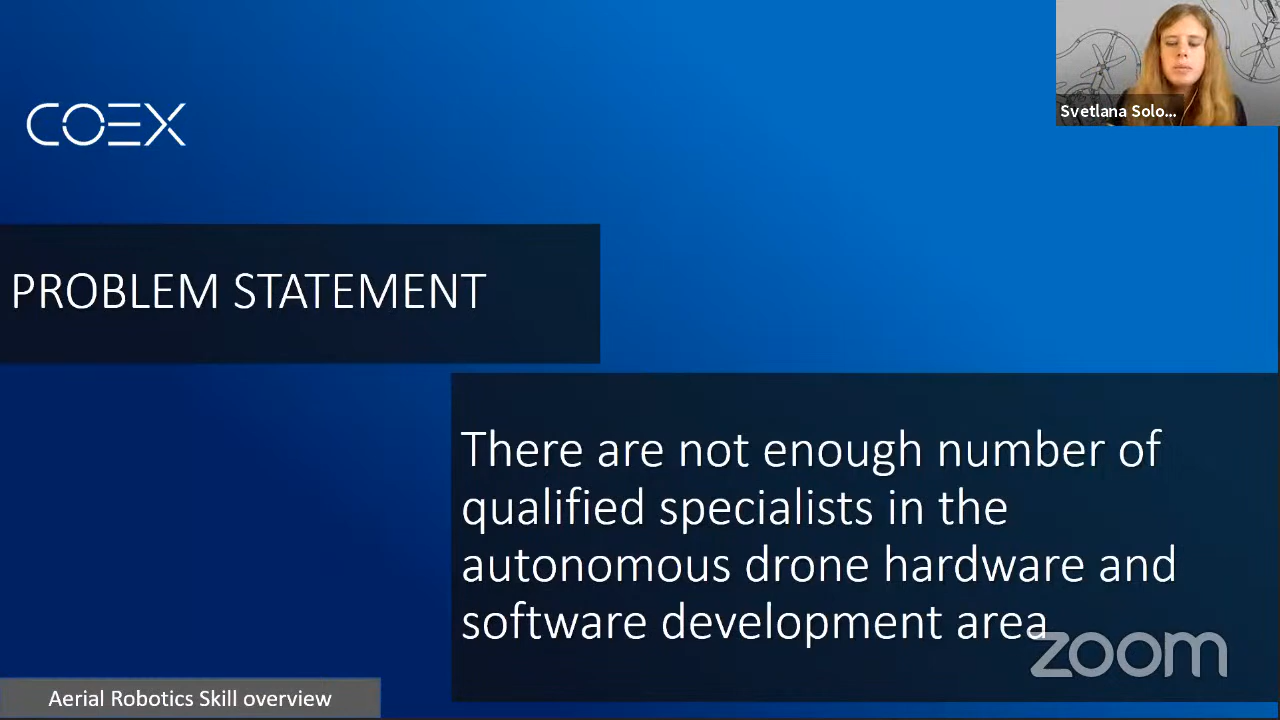 COEX
Svetlana Solo...
PROBLEM STATEMENT
There are not enough number of
qualified specialists in the
autonomous drone hardware and
software development area
zoom
Aerial Robotics Skill overview